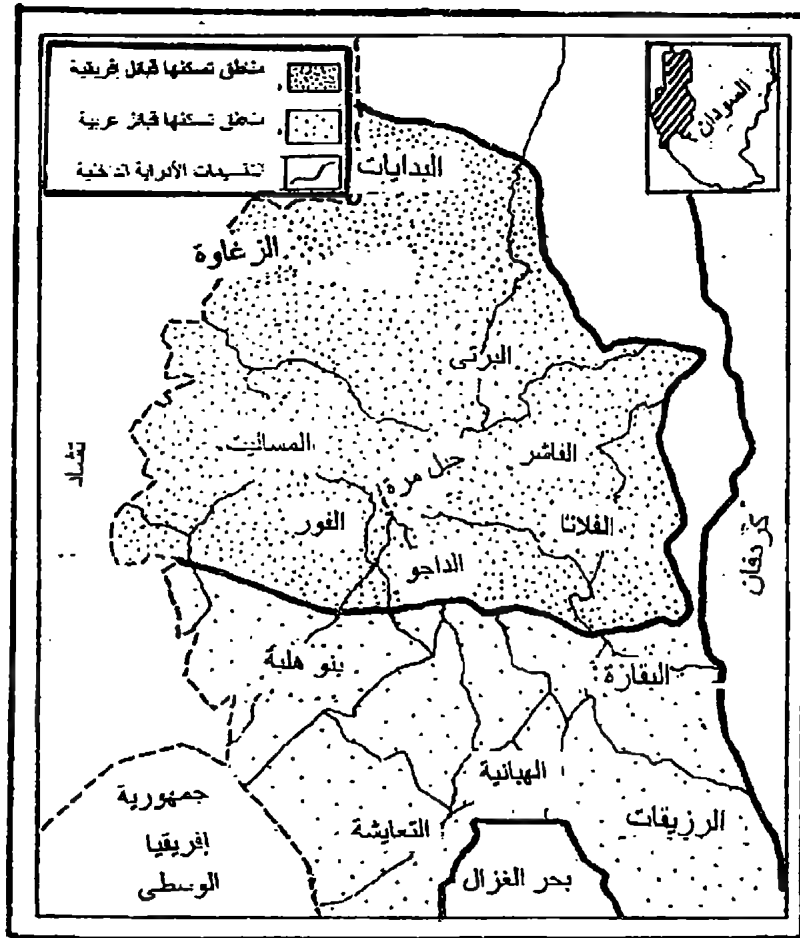 مناطق تسكنها قبائل إفريقية
مناطق تسكنها قبائل عربية
التقسيمات الأدراية الداخلية
السودان
البدايات
الزغاوة
البرتي
المساليت
جبل مرة
الفاشر
تشاد
الفور
الفلاتا
الداجو
كردفان
بنو هلبة
البقارة
الهبانية
جمهورية
إفريقيا
الوسطى
التعايشة
الرزيقات
بحر الغزال